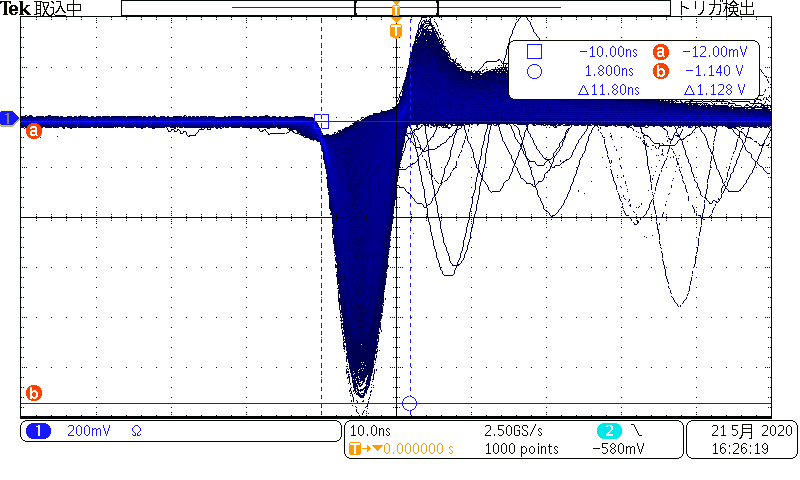 Tek 取込中 トリガ検出
T
T
-10.00ns a -12.00mV
1.800ns b -1.140 V
Δ11.80ns Δ1.128 V
1
a
b
1 200mV Ω 10.0ns 2.50GS/s 2 21 5月 2020
T→▼0.000000 s 1000 points -580mV 16:26:19